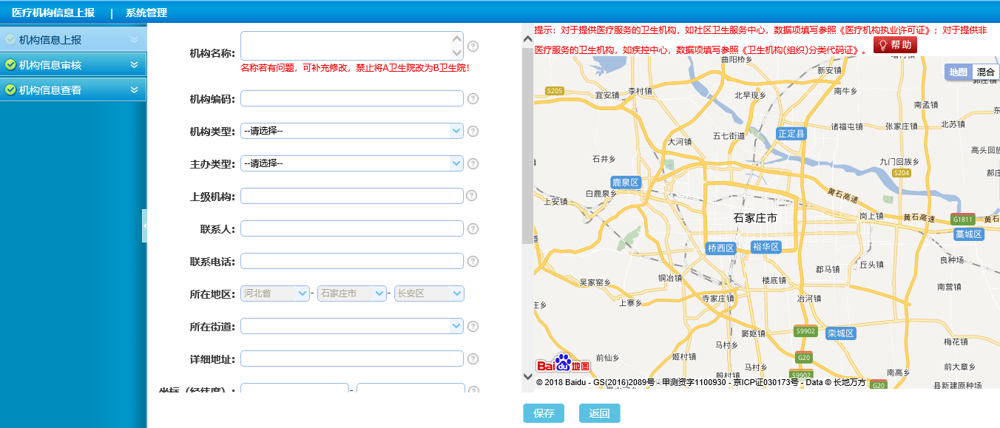 医疗机构信息上报 | 系统管理
机构信息上报
机构信息审核
机构信息查看
机构名称:
名称若有问题，可补充修改，禁止将A卫生院改为B卫生院!
机构编码:
机构类型: --请选择--
主办类型: --请选择--
上级机构:
联系人:
联系电话:
所在地区: 河北省 - 石家庄市 - 长安区
所在街道:
详细地址:
坐标（经纬度）: -
提示：对于提供医疗服务的卫生机构，如社区卫生服务中心，数据项填写参照《医疗机构执业许可证》；对于提供非
医疗服务的卫生机构，如疾控中心，数据项填写参照《卫生机构(组织)分类代码证》。 帮助
曲阳桥乡
新安镇
地图 混合
S205
宜安镇
李村镇
北早现乡
南牛乡
南孟镇
诸福屯镇
张家庄镇
北苏镇
五七街道
正定县
大河镇
高头回族
石井乡
九门回族乡
S204
鹿泉区
白鹿泉乡
上安镇
黄石高速
石家庄市
岗上镇
黄石高速
G1811
黄石
藁城区
桥西区
裕华区
良种场
郄马镇
丘头镇
吴家窑乡
铜冶镇
楼底镇
南营镇
上寨乡
寺家庄镇
冶河镇
S9902
窦妪镇
栾城区
马村乡
梅花镇
前仙乡
姬村镇
G20
马村乡
前大章乡
Bai du 地图
殷村镇
S9902
南高乡
© 2018 Baidu - GS(2016)2089号 - 甲测资字1100930 - 京ICP证030173号 - Data © 长地万方
G20
县新建原种场
保存 返回